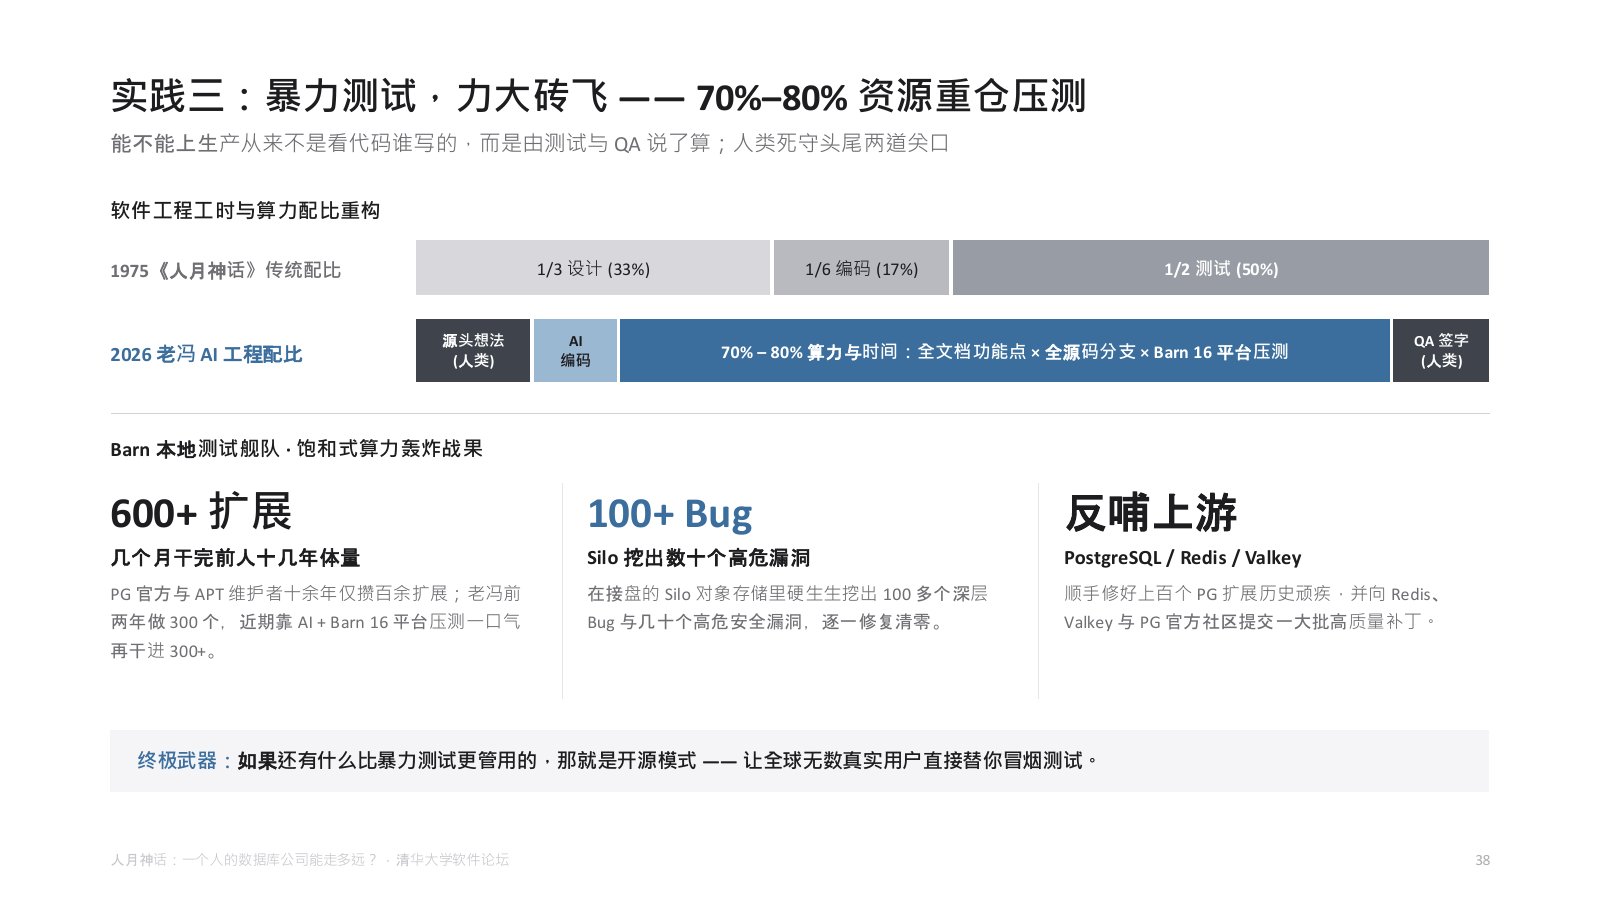 实践三：暴力测试，力大砖飞 —— 70%–80% 资源重仓压测
能不能上生产从来不是看代码谁写的，而是由测试与 QA 说了算；人类死守头尾两道关口
软件工程工时与算力配比重构
1975《人月神话》传统配比
1/3 设计 (33%)
1/6 编码 (17%)
1/2 测试 (50%)
2026 老冯 AI 工程配比
源头想法
(人类)
AI
编码
70% – 80% 算力与时间：全文档功能点 × 全源码分支 × Barn 16 平台压测
QA 签字
(人类)
Barn 本地测试舰队 · 饱和式算力轰炸战果
600+ 扩展
几个月干完前人十几年体量
PG 官方与 APT 维护者十余年仅攒百余扩展；老冯前
两年做 300 个，近期靠 AI + Barn 16 平台压测一口气
再干进 300+。
100+ Bug
Silo 挖出数十个高危漏洞
在接盘的 Silo 对象存储里硬生生挖出 100 多个深层
Bug 与几十个高危安全漏洞，逐一修复清零。
反哺上游
PostgreSQL / Redis / Valkey
顺手修好上百个 PG 扩展历史顽疾，并向 Redis、
Valkey 与 PG 官方社区提交一大批高质量补丁。
终极武器：如果还有什么比暴力测试更管用的，那就是开源模式 —— 让全球无数真实用户直接替你冒烟测试。
人月神话：一个人的数据库公司能走多远？ · 清华大学软件论坛
38